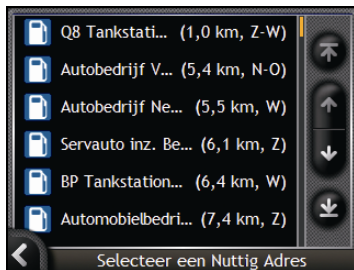 Q8 Tankstati... (1,0 km, Z-W)
Autobedrijf V... (5,4 km, N-O)
Autobedrijf Ne... (5,5 km, W)
Servauto inz. Be... (6,1 km, Z)
BP Tankstation... (6,4 km, W)
Automobielbedri... (7,4 km, Z)
Selecteer een Nuttig Adres